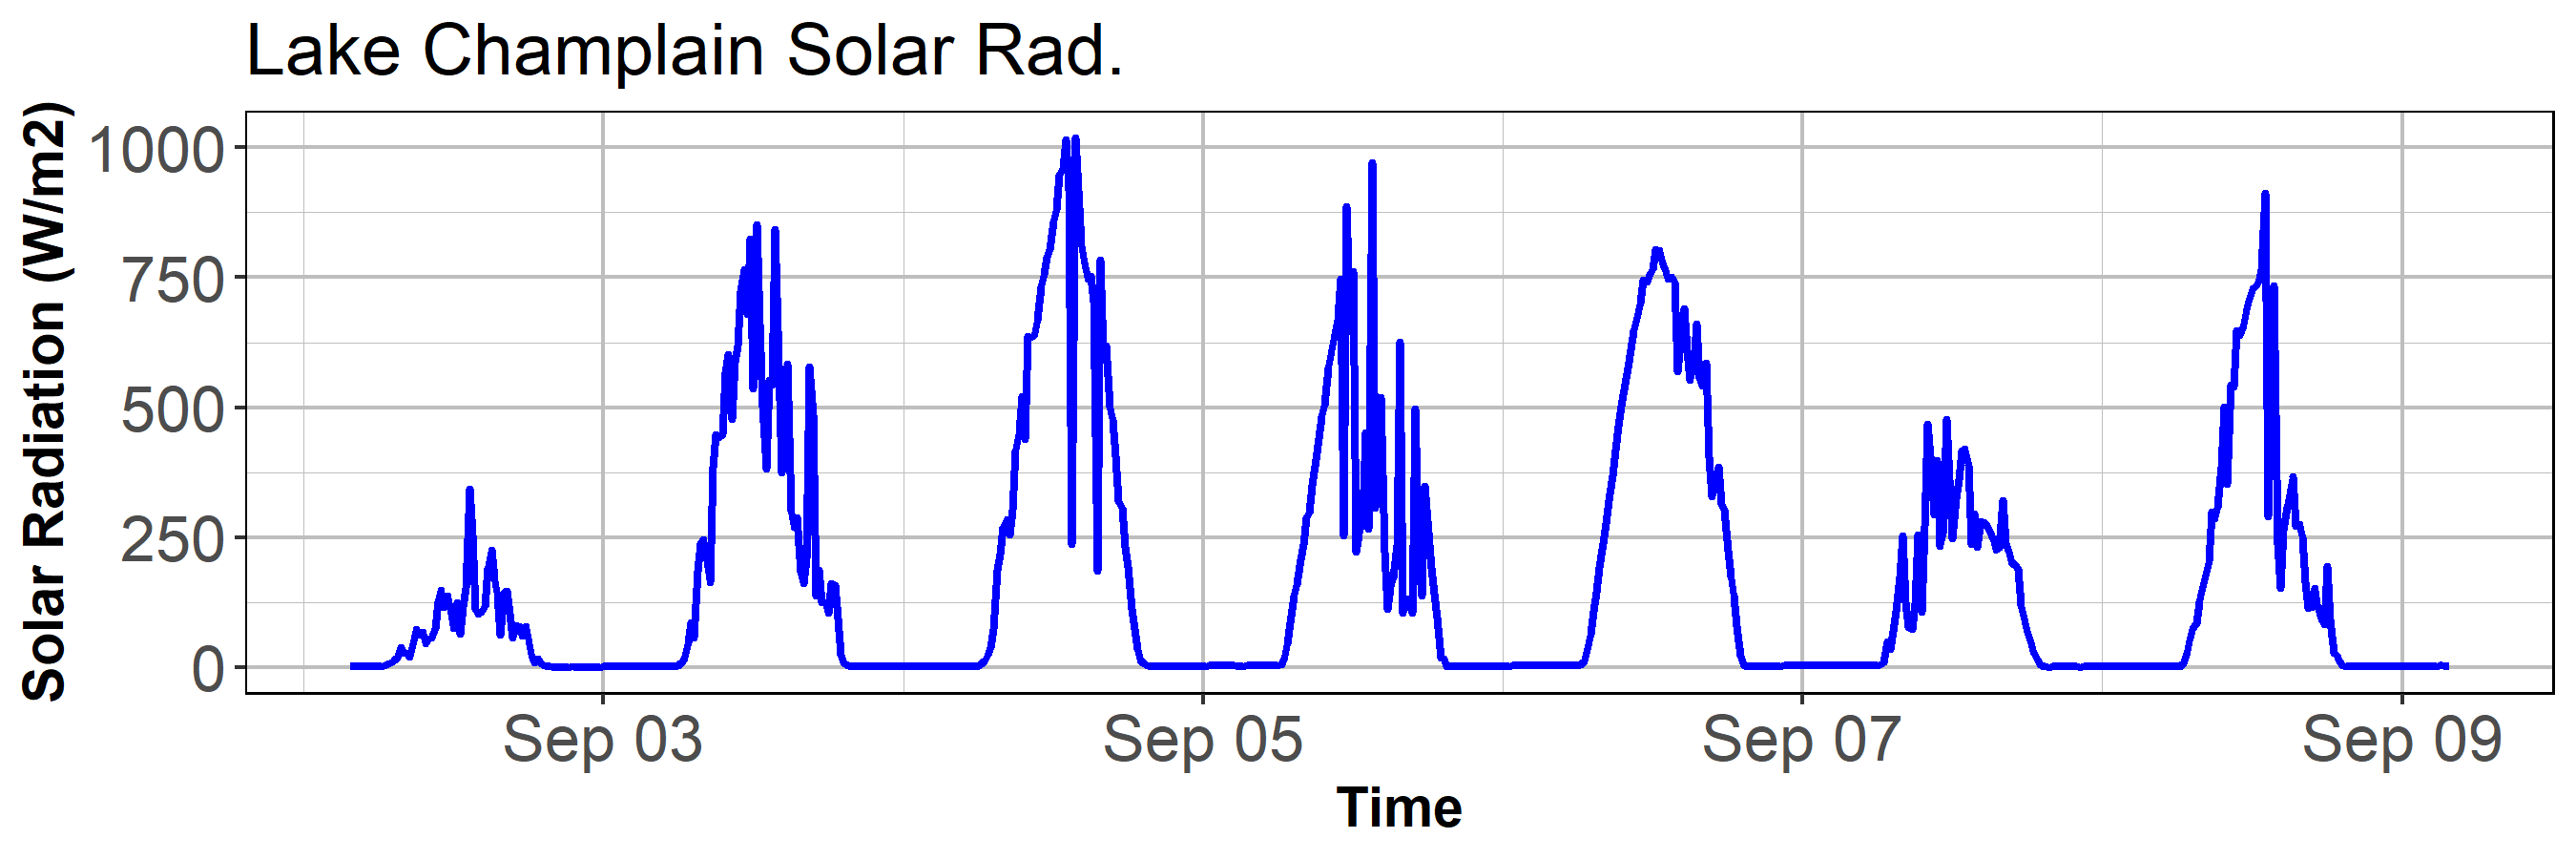 Lake Champlain Solar Rad.
Solar Radiation (W/m2)
1000
750
500
250
0
Sep 03 Sep 05 Sep 07 Sep 09
Time